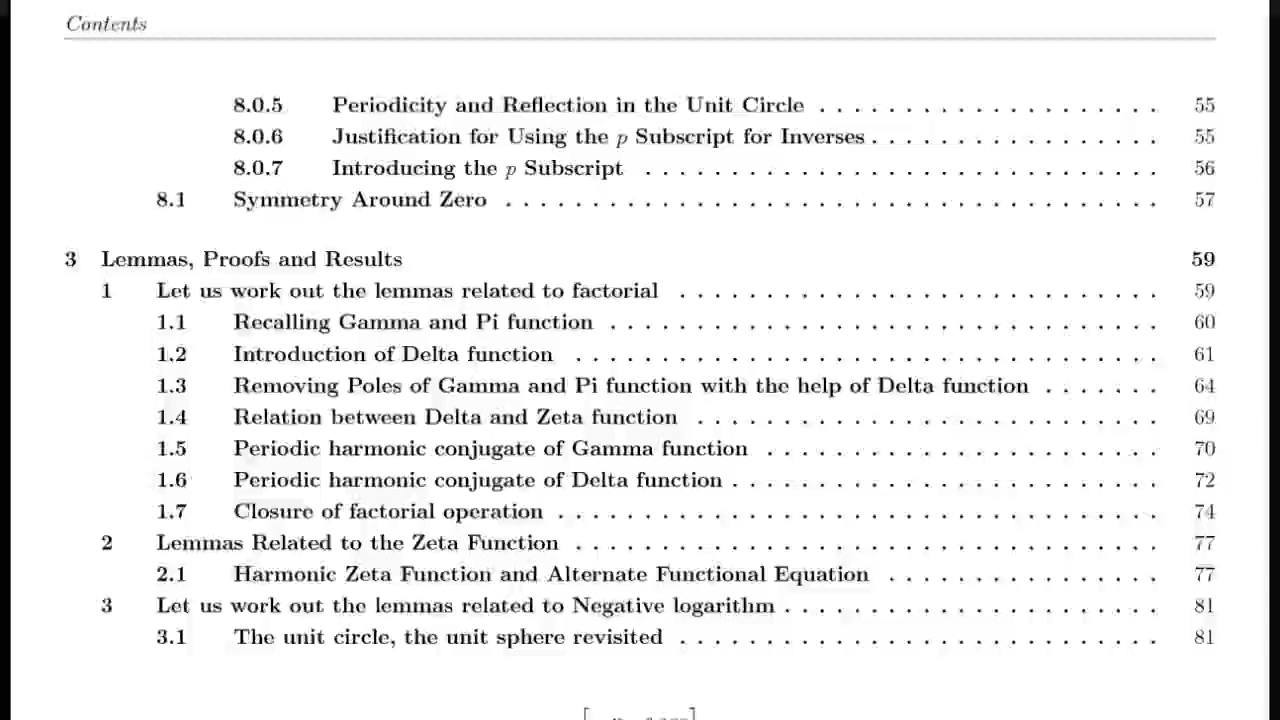 Contents
8.0.5 Periodicity and Reflection in the Unit Circle . . . . . . . . . . . . . . . . . . . . 55
8.0.6 Justification for Using the p Subscript for Inverses . . . . . . . . . . . . . . . . . 55
8.0.7 Introducing the p Subscript . . . . . . . . . . . . . . . . . . . . . . . . . . . . . . 56
8.1 Symmetry Around Zero . . . . . . . . . . . . . . . . . . . . . . . . . . . . . . . . . . . . . . 57
3 Lemmas, Proofs and Results 59
1 Let us work out the lemmas related to factorial . . . . . . . . . . . . . . . . . . . . . . . . . . . . 59
1.1 Recalling Gamma and Pi function . . . . . . . . . . . . . . . . . . . . . . . . . . . . . . . . 60
1.2 Introduction of Delta function . . . . . . . . . . . . . . . . . . . . . . . . . . . . . . . . . . 61
1.3 Removing Poles of Gamma and Pi function with the help of Delta function . . . . . . . 64
1.4 Relation between Delta and Zeta function . . . . . . . . . . . . . . . . . . . . . . . . . . . 69
1.5 Periodic harmonic conjugate of Gamma function . . . . . . . . . . . . . . . . . . . . . . . 70
1.6 Periodic harmonic conjugate of Delta function . . . . . . . . . . . . . . . . . . . . . . . . . 72
1.7 Closure of factorial operation . . . . . . . . . . . . . . . . . . . . . . . . . . . . . . . . . . . 74
2 Lemmas Related to the Zeta Function . . . . . . . . . . . . . . . . . . . . . . . . . . . . . . . . . . 77
2.1 Harmonic Zeta Function and Alternate Functional Equation . . . . . . . . . . . . . . . . 77
3 Let us work out the lemmas related to Negative logarithm . . . . . . . . . . . . . . . . . . . . . . 81
3.1 The unit circle, the unit sphere revisited . . . . . . . . . . . . . . . . . . . . . . . . . . . . 81